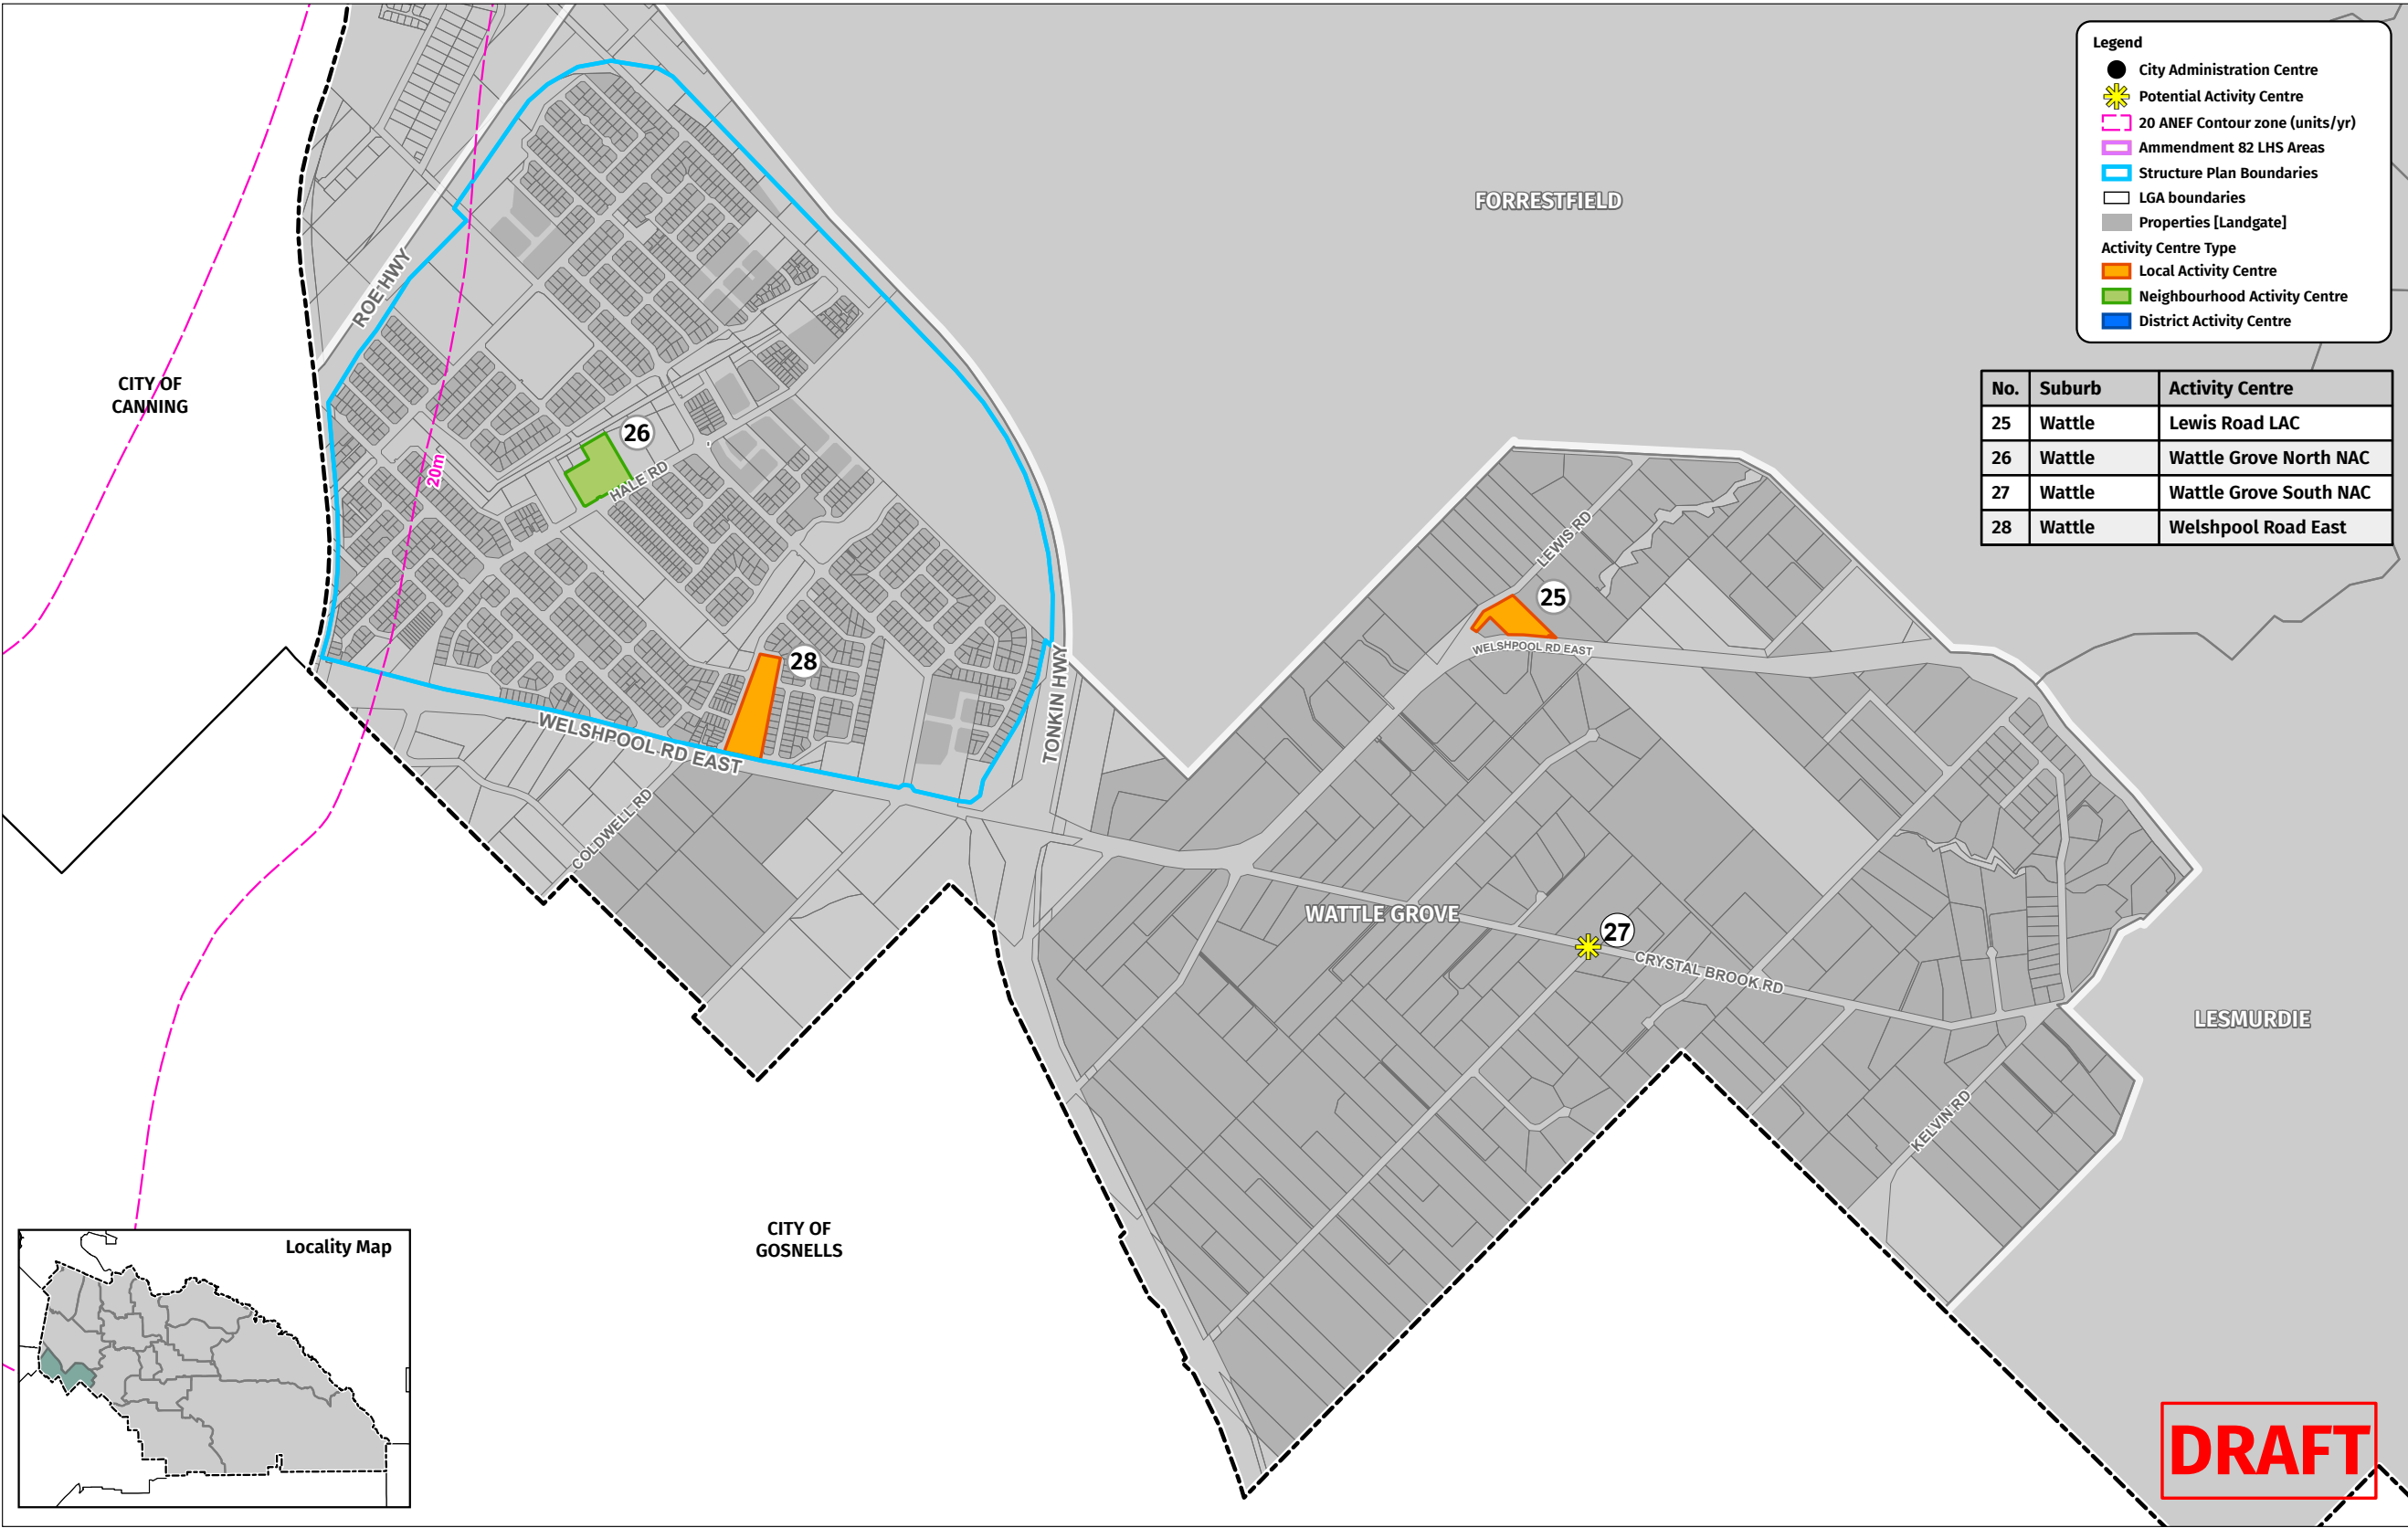 Legend
City Administration Centre
Potential Activity Centre
20 ANEF Contour zone (units/yr)
Ammendment 82 LHS Areas
Structure Plan Boundaries
LGA boundaries
Properties [Landgate]
Activity Centre Type
Local Activity Centre
Neighbourhood Activity Centre
District Activity Centre
No. Suburb Activity Centre
25 Wattle Lewis Road LAC
26 Wattle Wattle Grove North NAC
27 Wattle Wattle Grove South NAC
28 Wattle Welshpool Road East
FORRESTFIELD
ROE HWY
CITY OF
CANNING
26
20m
HALE RD
LEWIS RD
25
WELSHPOOL RD EAST
28
TONKIN HWY
WELSHPOOL RD EAST
COLDWELL RD
WATTLE GROVE
27
CRYSTAL BROOK RD
LESMURDIE
KELVIN RD
CITY OF
GOSNELLS
Locality Map
DRAFT